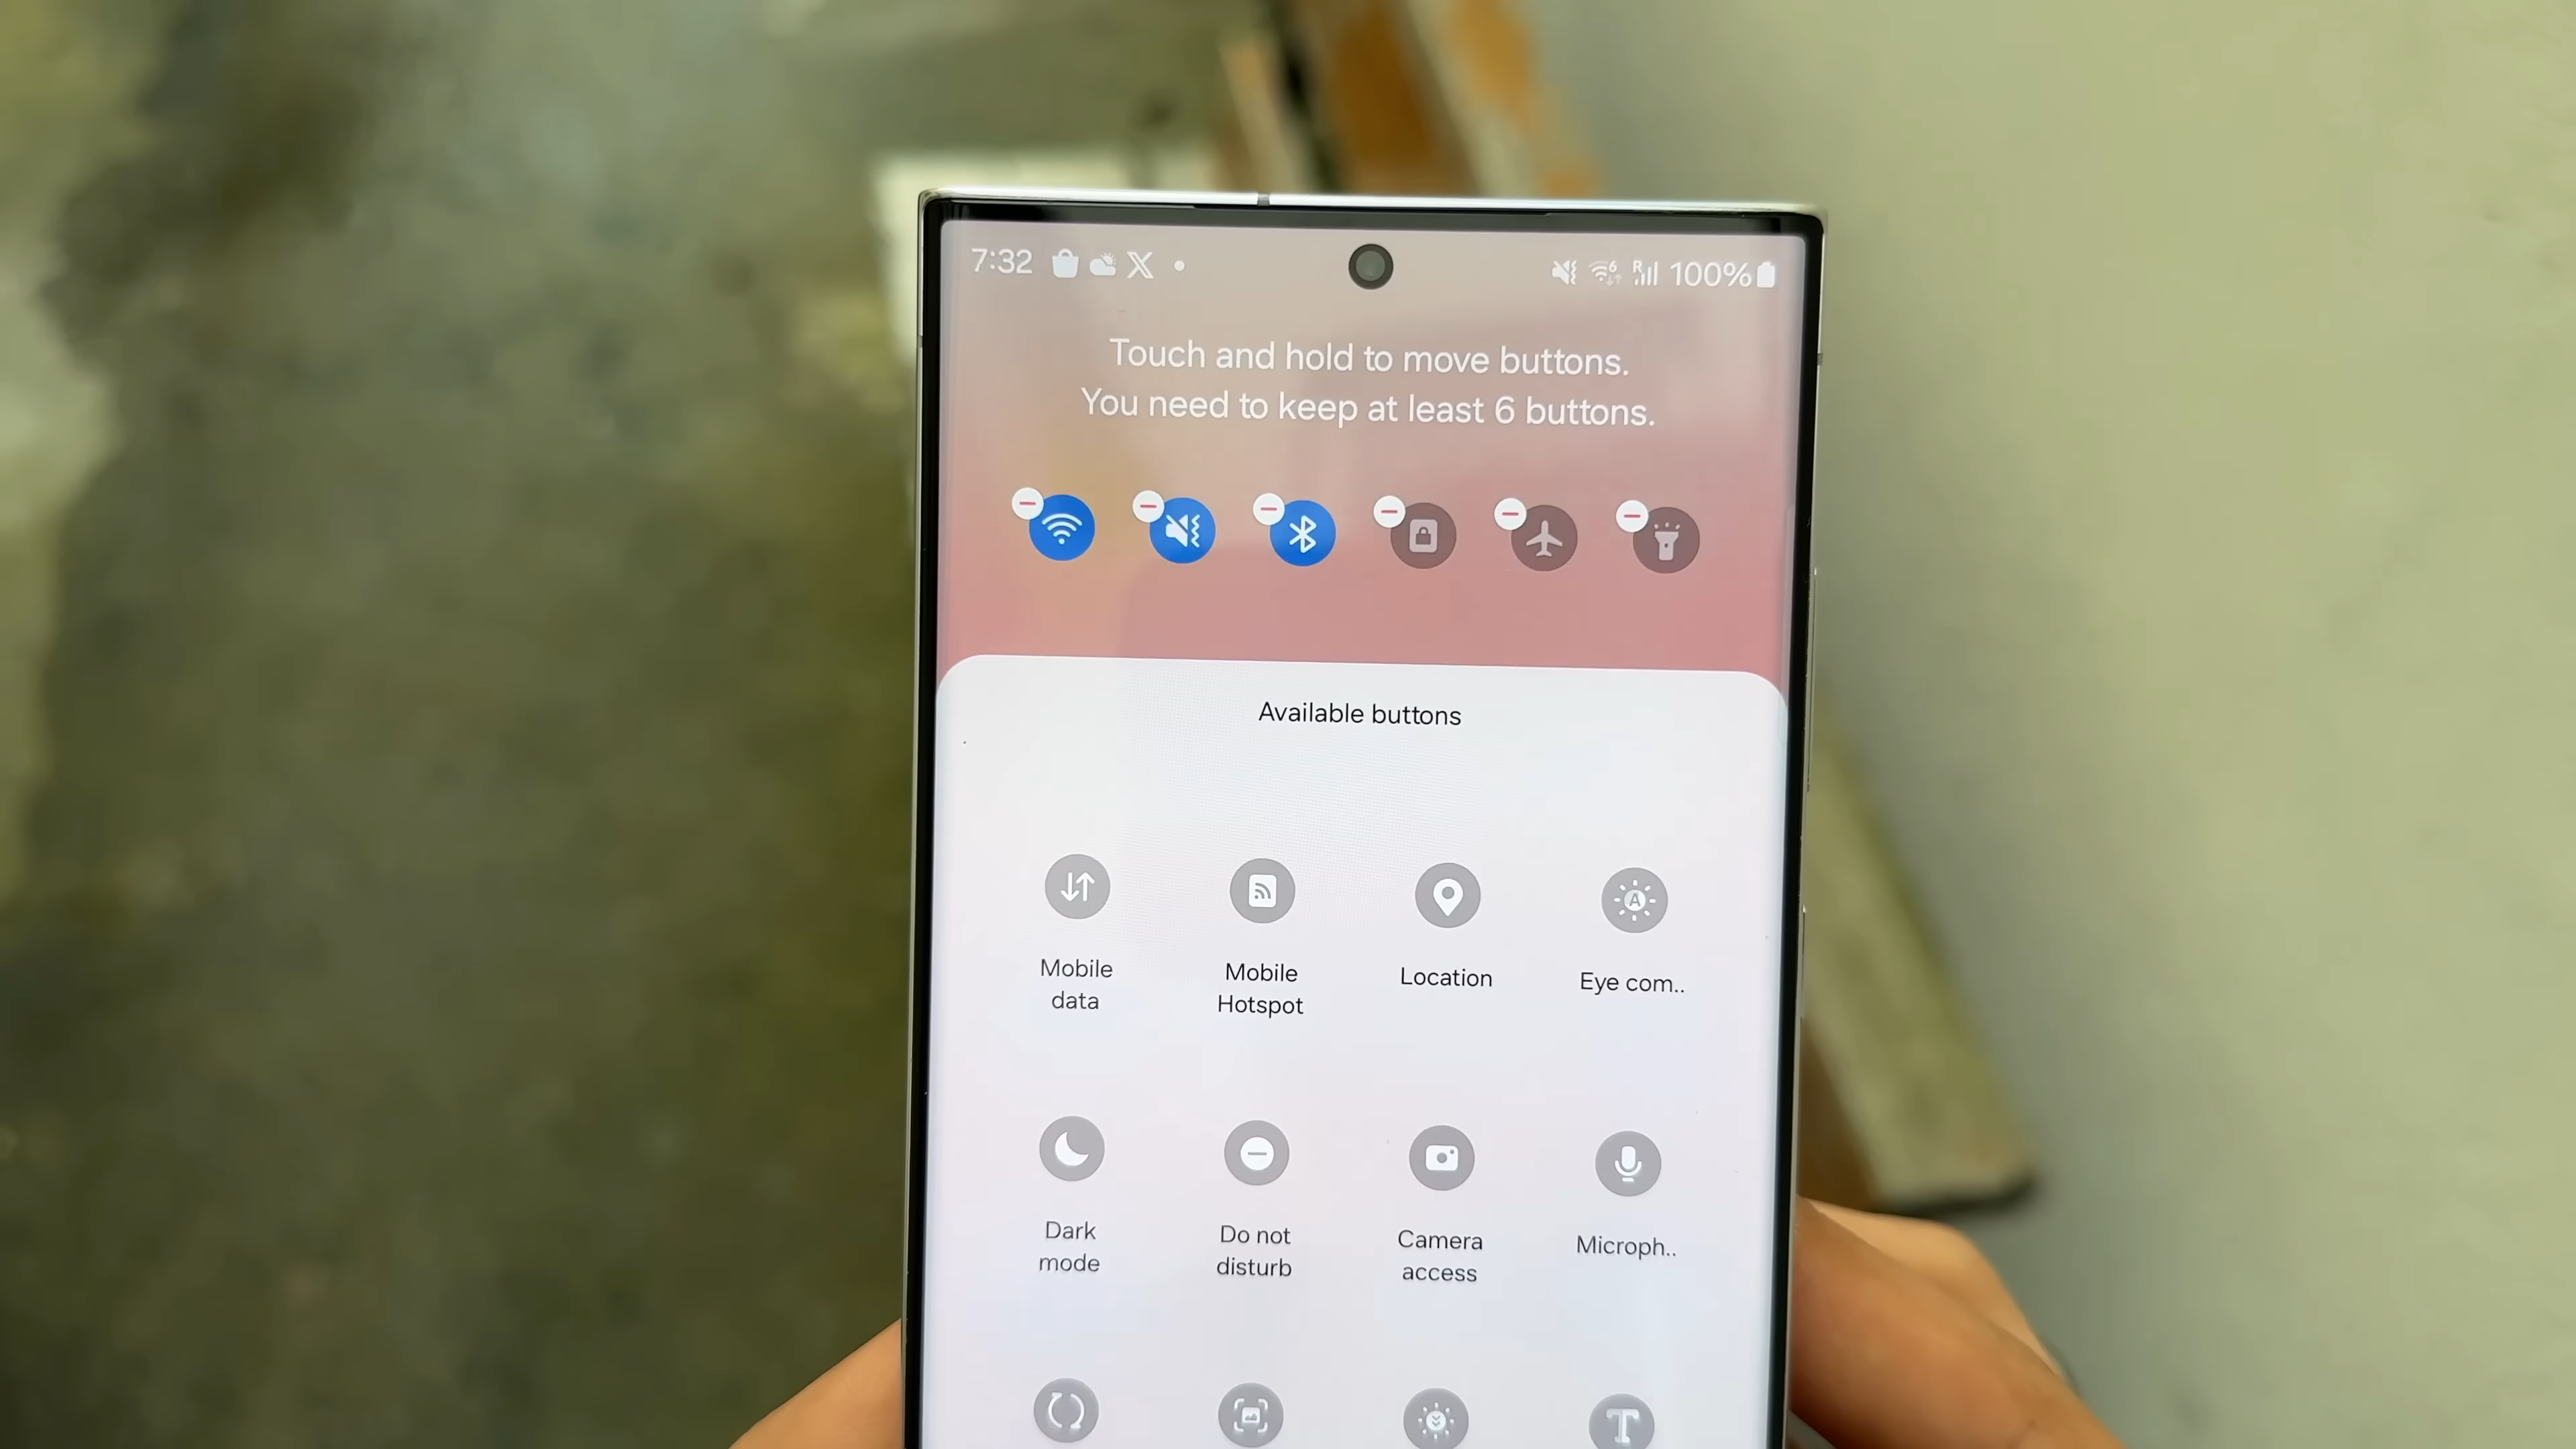 7:32
100%
Touch and hold to move buttons.
You need to keep at least 6 buttons.
Available buttons
Mobile
data
Mobile
Hotspot
Location
Eye com..
Dark
mode
Do not
disturb
Camera
access
Microph..